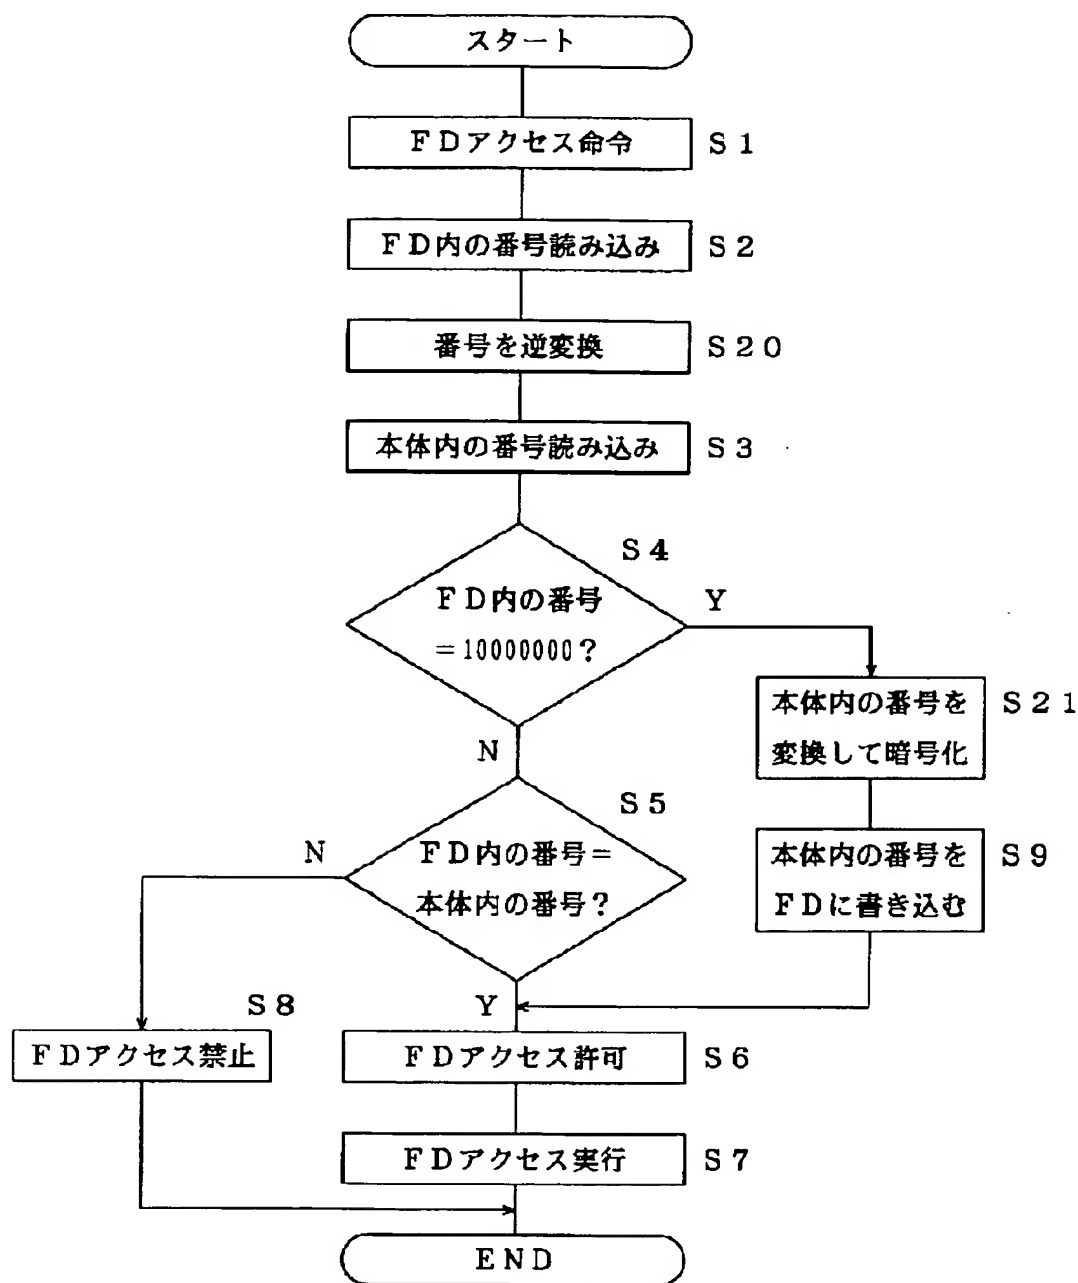 スタート
FDアクセス命令 S1
FD内の番号読み込み S2
番号を逆変換 S20
本体内の番号読み込み S3
S4
FD内の番号
=10000000?
Y
N
本体内の番号を
変換して暗号化
S21
S5
FD内の番号=
本体内の番号?
N
Y
本体内の番号を
FDに書き込む
S9
S8
FDアクセス禁止
FDアクセス許可 S6
FDアクセス実行 S7
END